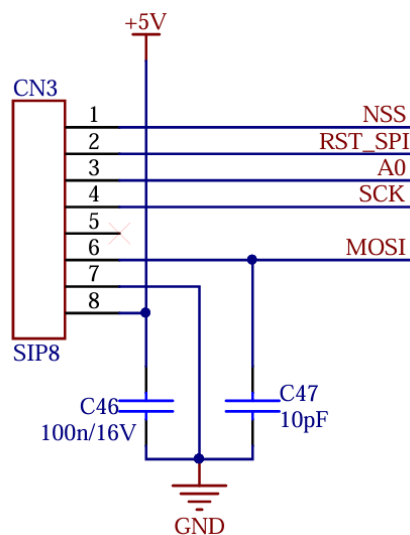 +5V
CN3
1 NSS
2 RST_SPI
3 A0
4 SCK
5
6 MOSI
7
8
SIP8
C46
100n/16V
C47
10pF
GND